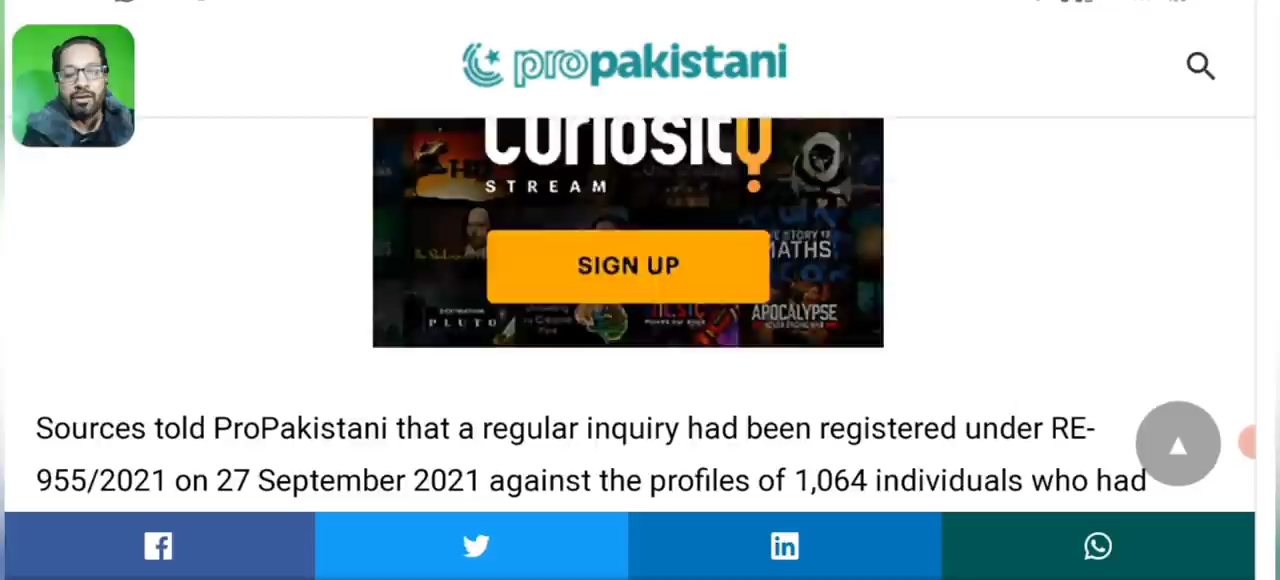 propakistani
Curiosity
STREAM
SIGN UP
MATHS
PLUTO
APOCALYPSE
Sources told ProPakistani that a regular inquiry had been registered under RE-
955/2021 on 27 September 2021 against the profiles of 1,064 individuals who had